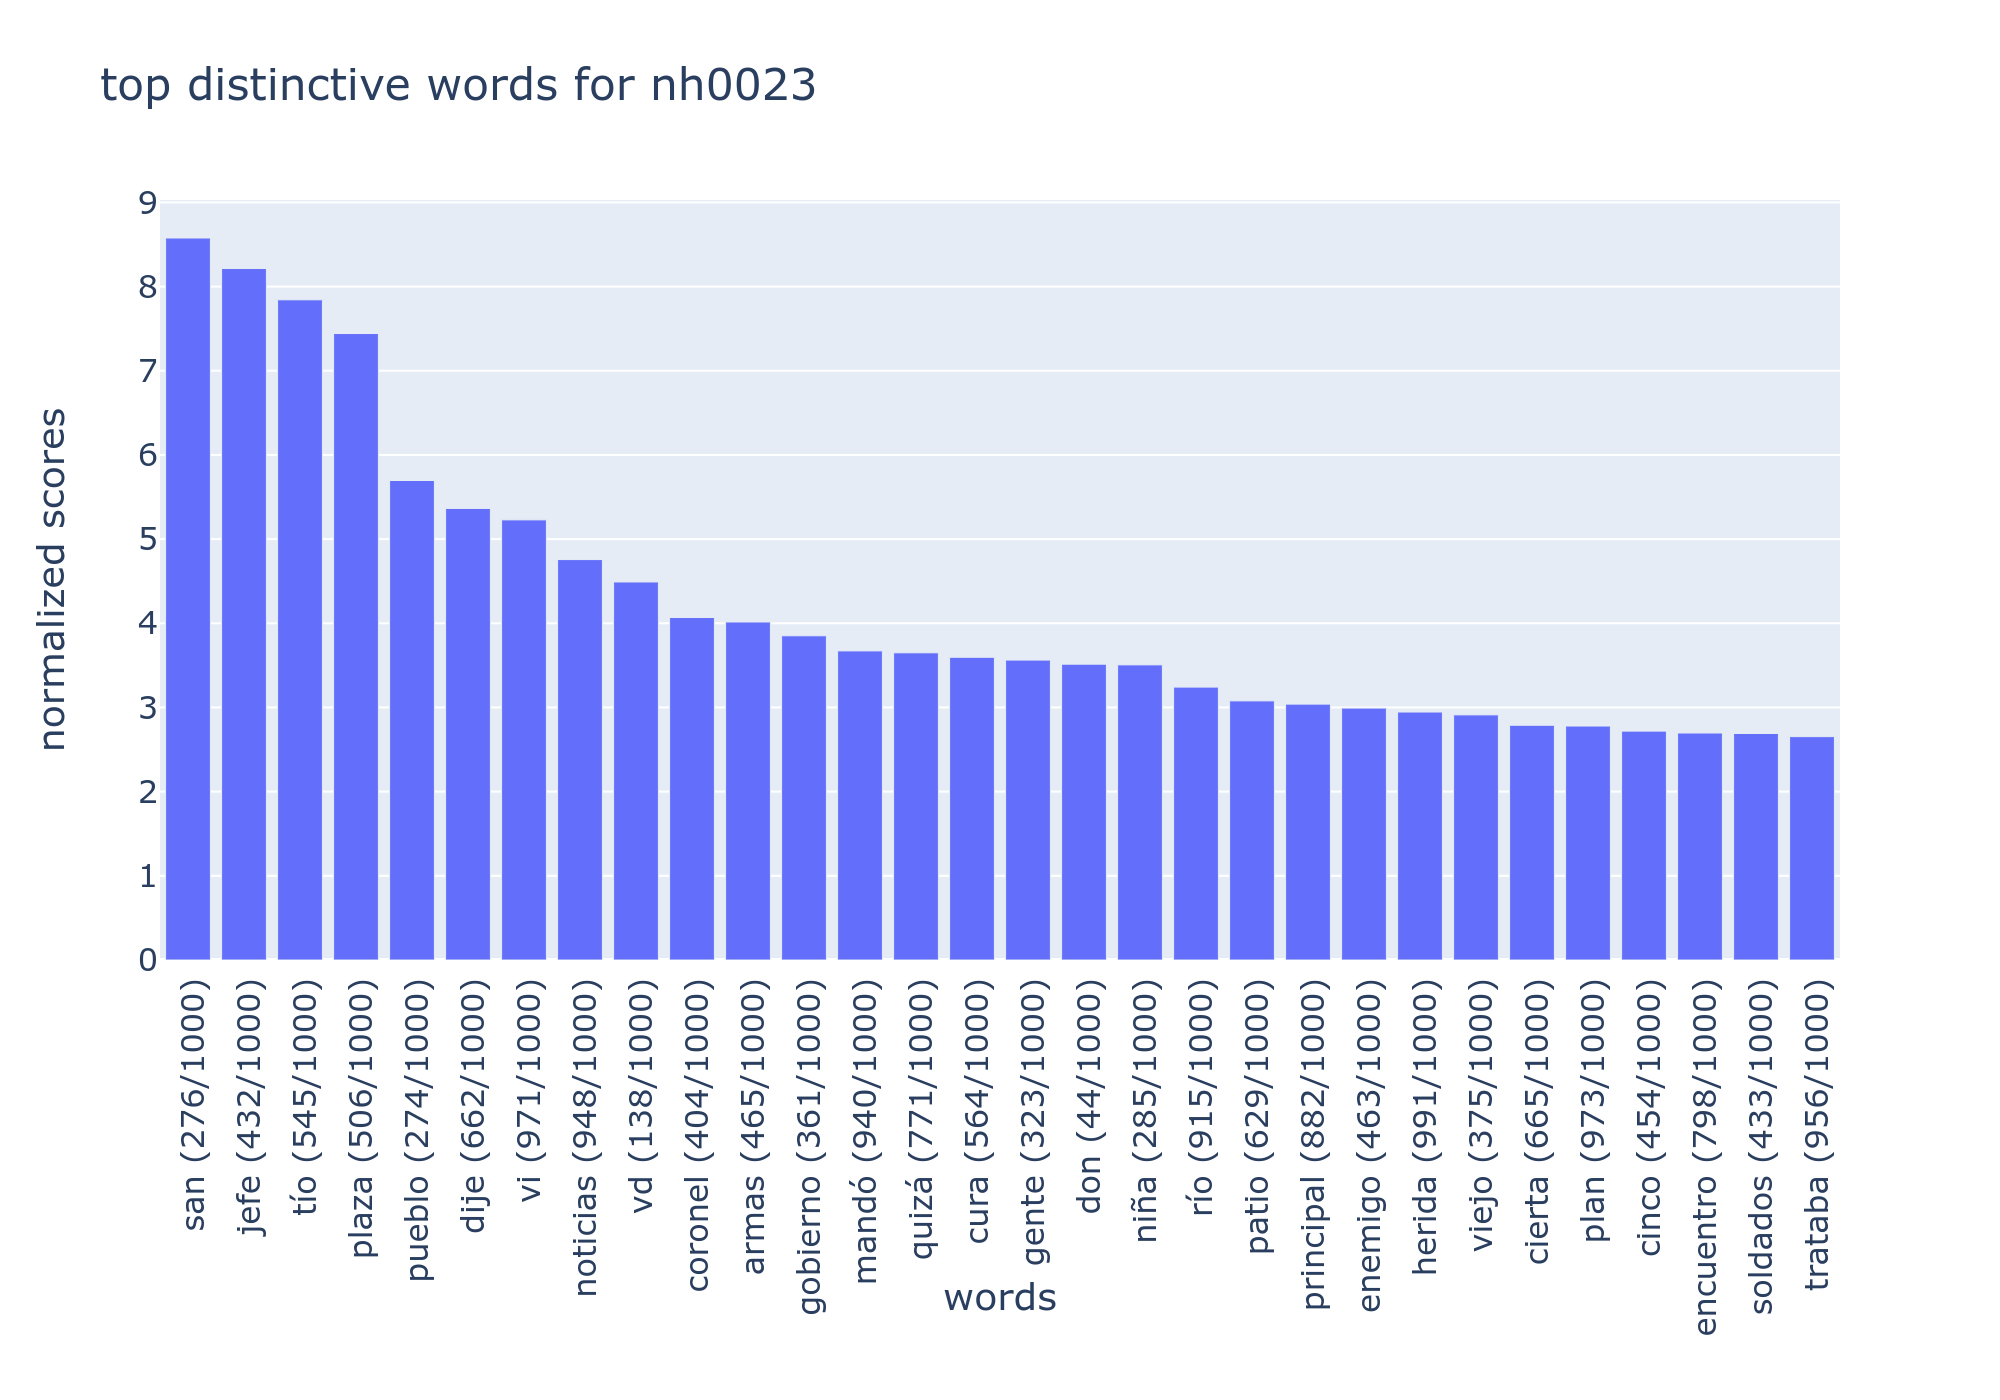 top distinctive words for nh0023
normalized scores
9
8
7
6
5
4
3
2
1
0
san (276/1000)
jefe (432/1000)
tío (545/1000)
plaza (506/1000)
pueblo (274/1000)
dije (662/1000)
vi (971/1000)
noticias (948/1000)
vd (138/1000)
coronel (404/1000)
armas (465/1000)
gobierno (361/1000)
mandó (940/1000)
quizá (771/1000)
cura (564/1000)
gente (323/1000)
don (44/1000)
niña (285/1000)
río (915/1000)
patio (629/1000)
principal (882/1000)
enemigo (463/1000)
herida (991/1000)
viejo (375/1000)
cierta (665/1000)
plan (973/1000)
cinco (454/1000)
encuentro (798/1000)
soldados (433/1000)
trataba (956/1000)
words